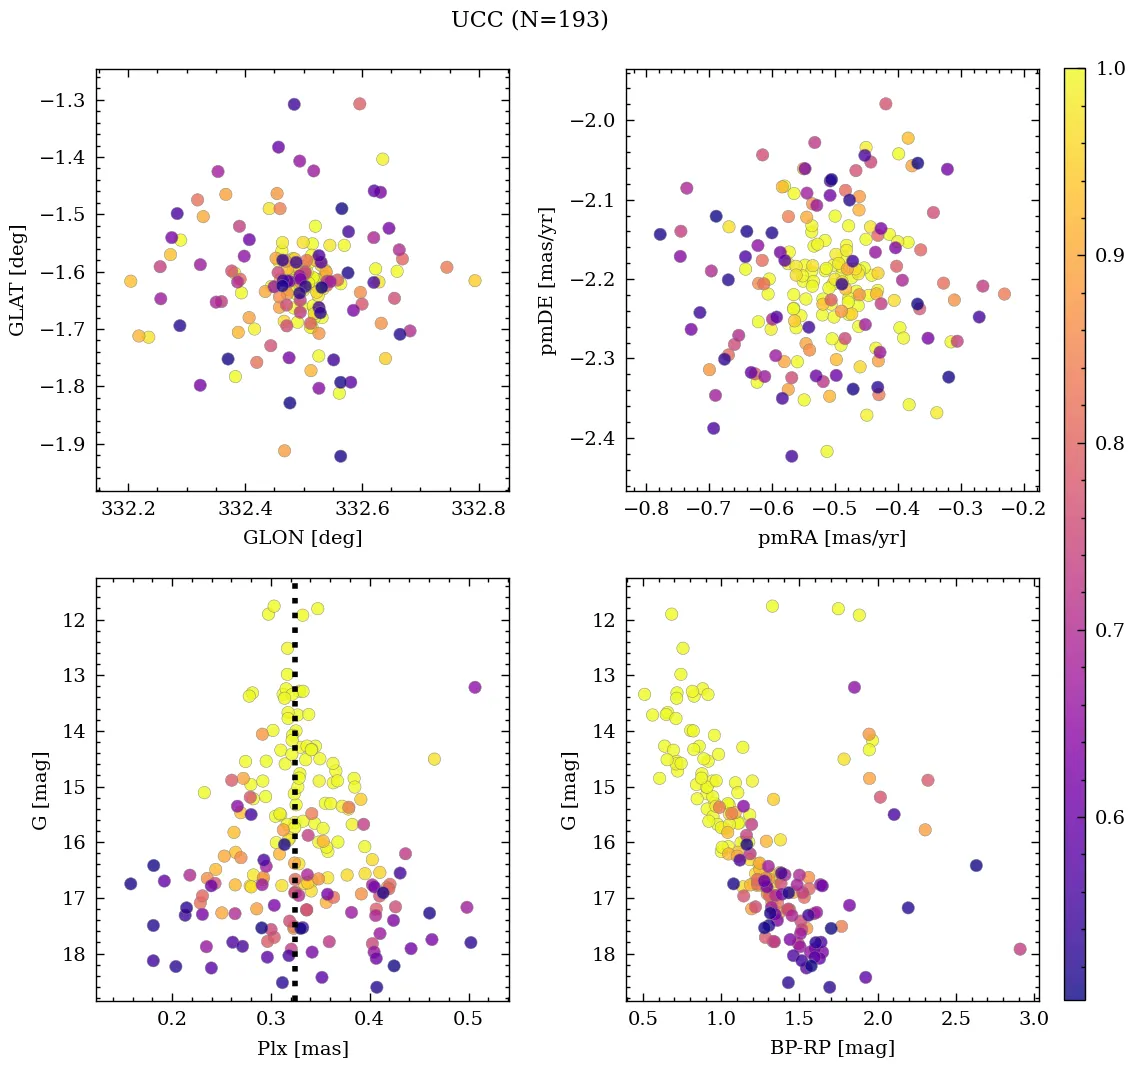 UCC (N=193)
−1.3
−1.4
−1.5
−1.6
−1.7
−1.8
−1.9
GLAT [deg]
332.2 332.4 332.6 332.8
GLON [deg]
−2.0
−2.1
−2.2
−2.3
−2.4
pmDE [mas/yr]
−0.8 −0.7 −0.6 −0.5 −0.4 −0.3 −0.2
pmRA [mas/yr]
12
13
14
15
16
17
18
G [mag]
0.2 0.3 0.4 0.5
Plx [mas]
12
13
14
15
16
17
18
G [mag]
0.5 1.0 1.5 2.0 2.5 3.0
BP-RP [mag]
1.0
0.9
0.8
0.7
0.6